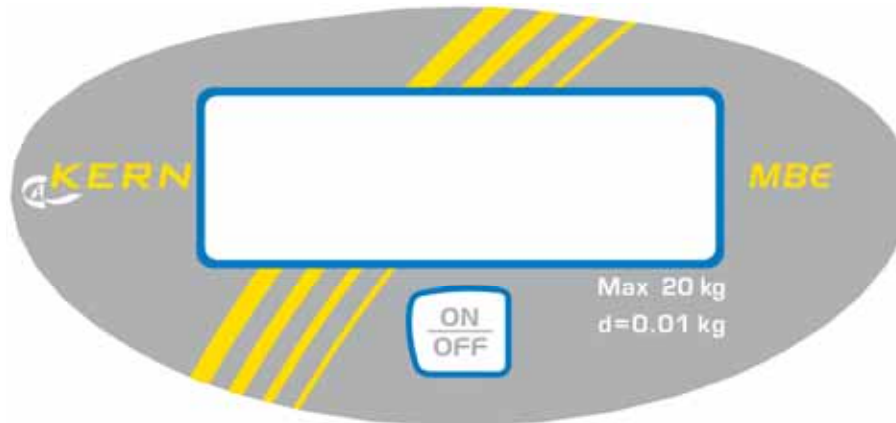 KERN
MBE
Max 20 kg
d=0.01 kg
ON
OFF